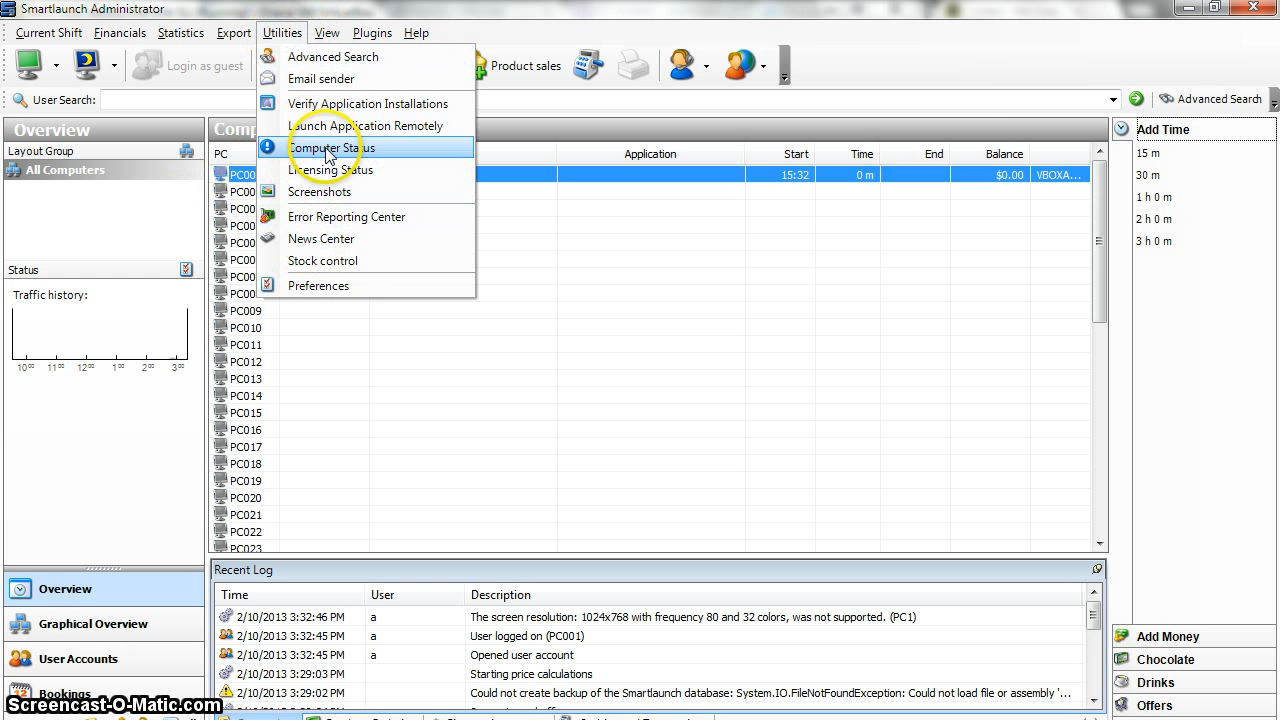 Smartlaunch Administrator
Current Shift Financials Statistics Export Utilities View Plugins Help
Login as guest Product sales
User Search: Advanced Search
Advanced Search
Email sender
Verify Application Installations
Launch Application Remotely
Computer Status
Licensing Status
Screenshots
Error Reporting Center
News Center
Stock control
Preferences
Overview
Layout Group
All Computers
Status
Traffic history:
10⁰⁰ 11⁰⁰ 1⁰⁰ 2⁰⁰ 3⁰⁰
PC Application Start Time End Balance
15:32 0 m $0.00 VBOXA...
PC009
PC010
PC011
PC012
PC013
PC014
PC015
PC016
PC017
PC018
PC019
PC020
PC021
PC022
PC023
Add Time
15 m
30 m
1 h 0 m
2 h 0 m
3 h 0 m
Recent Log
Time User Description
2/10/2013 3:32:46 PM a The screen resolution: 1024x768 with frequency 80 and 32 colors, was not supported. (PC1)
2/10/2013 3:32:45 PM a User logged on (PC001)
2/10/2013 3:32:45 PM a Opened user account
2/10/2013 3:29:03 PM Starting price calculations
2/10/2013 3:29:02 PM Could not create backup of the Smartlaunch database: System.IO.FileNotFoundException: Could not load file or assembly '...
Overview
Graphical Overview
User Accounts
Bookings
Add Money
Chocolate
Drinks
Offers
Screencast-O-Matic.com